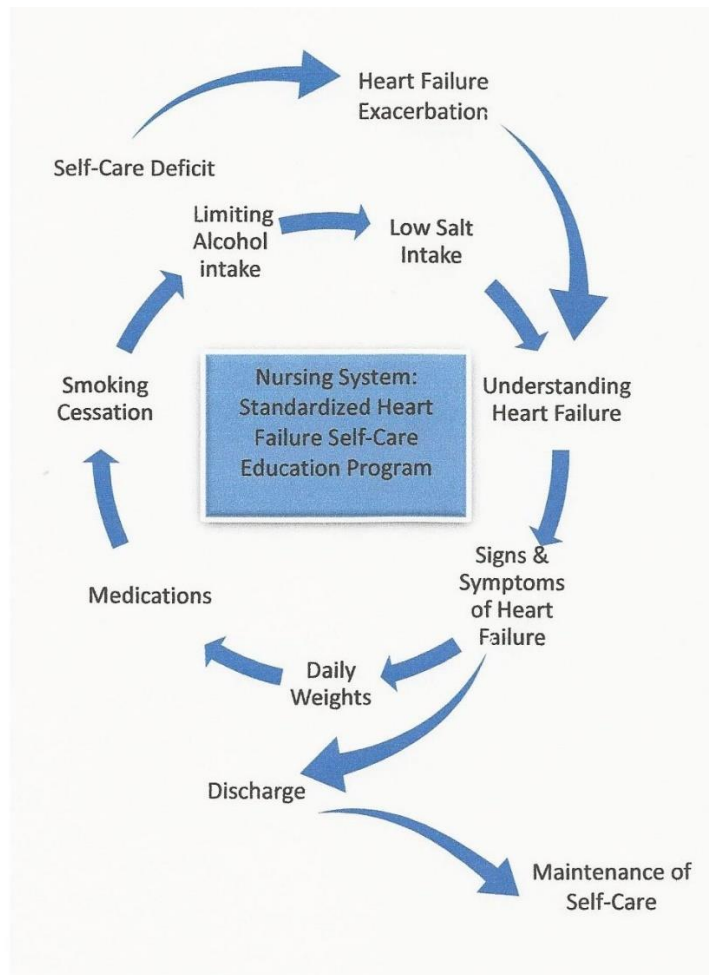 Heart Failure
Exacerbation
Self-Care Deficit
Limiting
Alcohol
intake
Low Salt
Intake
Smoking
Cessation
Nursing System:
Standardized Heart
Failure Self-Care
Education Program
Understanding
Heart Failure
Signs &
Symptoms
of Heart
Failure
Medications
Daily
Weights
Discharge
Maintenance of
Self-Care